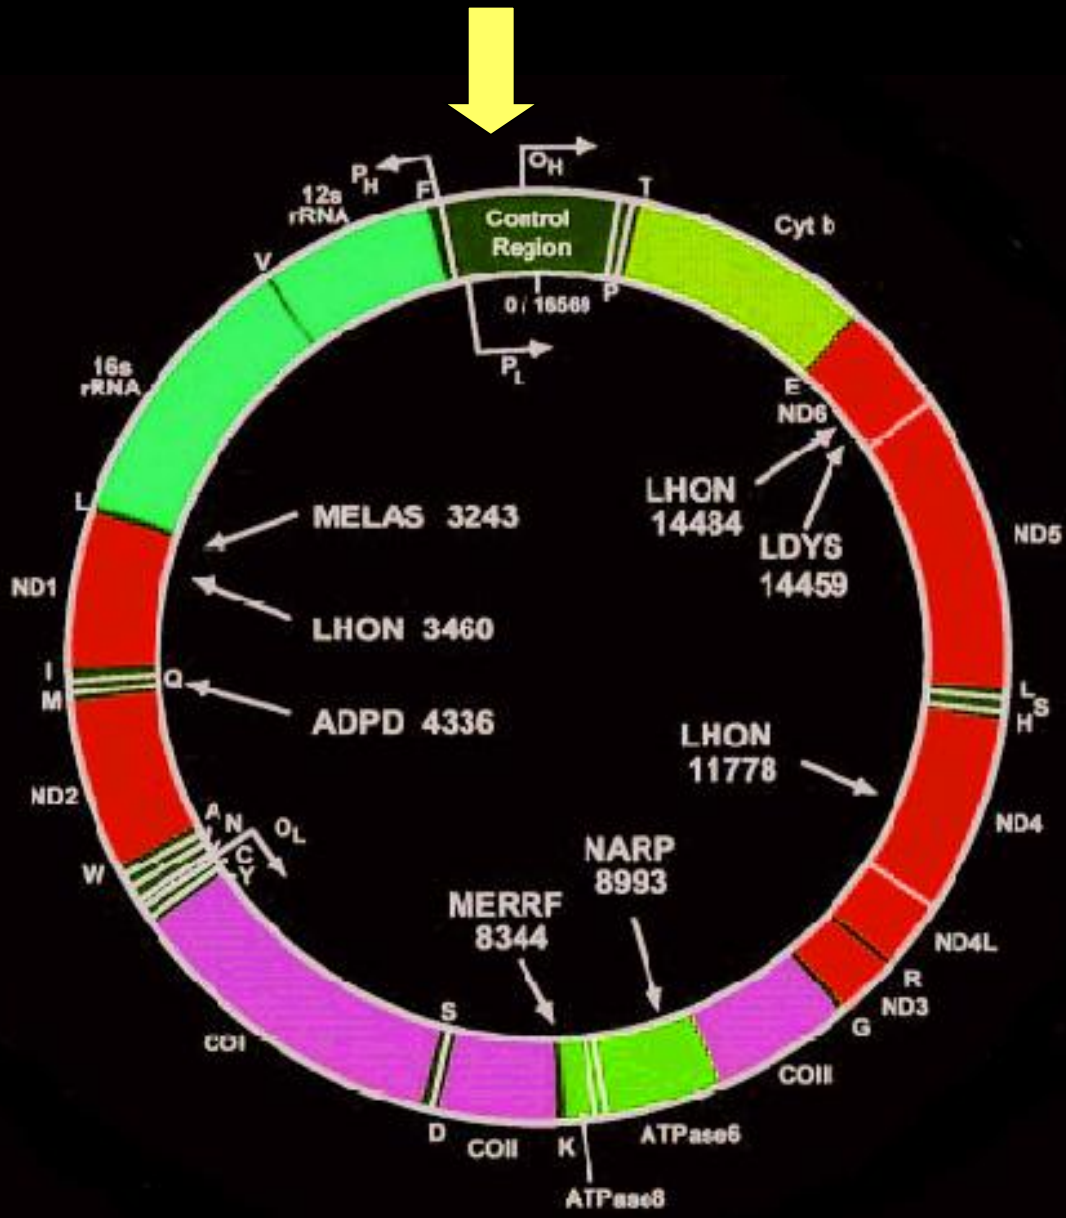 OH
PH
F
T
12s
rRNA
Control
Region
Cyt b
V
P
0 / 16569
PL
16s
rRNA
E
ND6
L
LHON
14484
MELAS 3243
ND5
LDYS
14459
ND1
LHON 3460
I
Q
M
L
S
H
ADPD 4336
LHON
11778
ND2
A
N
OL
C
Y
W
ND4
NARP
8993
MERRF
8344
ND4L
R
ND3
G
S
COI
COIII
D
COII
K
ATPase6
ATPase8